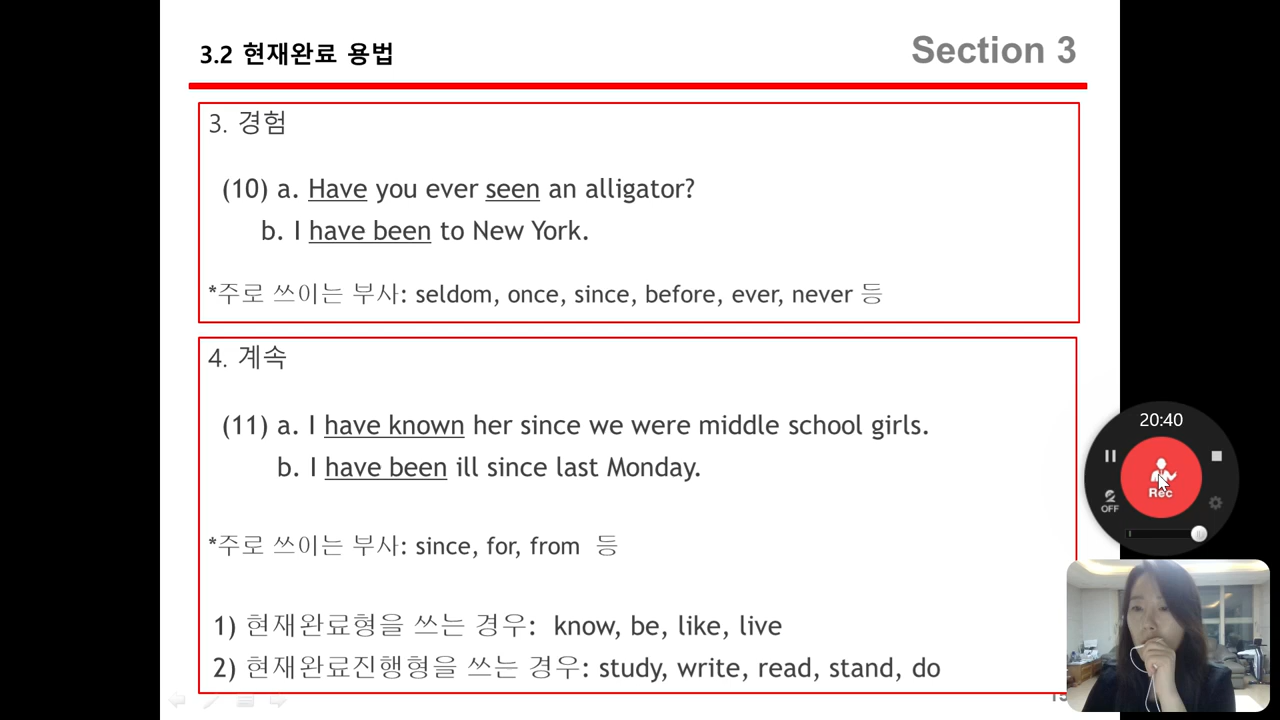 3.2 현재완료 용법
Section 3
3. 경험
(10) a. Have you ever seen an alligator?
b. I have been to New York.
*주로 쓰이는 부사: seldom, once, since, before, ever, never 등
4. 계속
(11) a. I have known her since we were middle school girls.
b. I have been ill since last Monday.
*주로 쓰이는 부사: since, for, from 등
1) 현재완료형을 쓰는 경우: know, be, like, live
2) 현재완료진행형을 쓰는 경우: study, write, read, stand, do
20:40
Rec
OFF